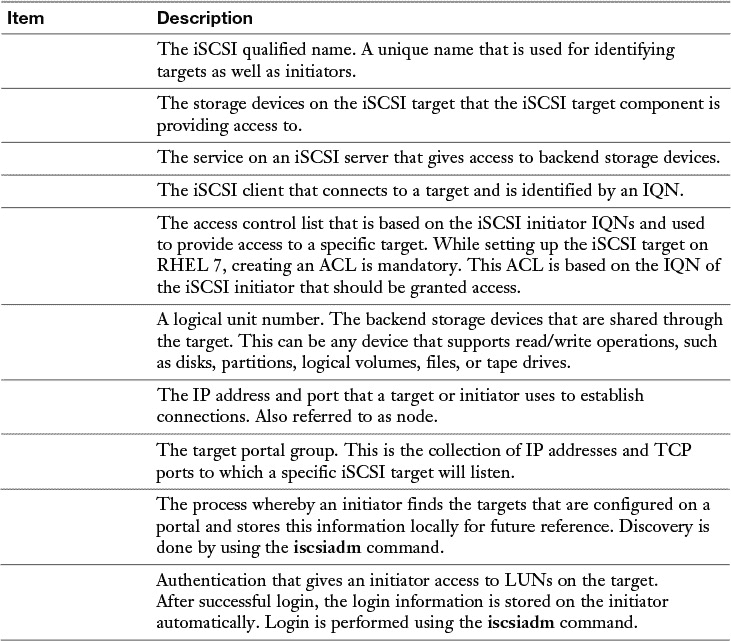 Item Description
The iSCSI qualified name. A unique name that is used for identifying
targets as well as initiators.
The storage devices on the iSCSI target that the iSCSI target component is
providing access to.
The service on an iSCSI server that gives access to backend storage devices.
The iSCSI client that connects to a target and is identified by an IQN.
The access control list that is based on the iSCSI initiator IQNs and used
to provide access to a specific target. While setting up the iSCSI target on
RHEL 7, creating an ACL is mandatory. This ACL is based on the IQN of
the iSCSI initiator that should be granted access.
A logical unit number. The backend storage devices that are shared through
the target. This can be any device that supports read/write operations, such
as disks, partitions, logical volumes, files, or tape drives.
The IP address and port that a target or initiator uses to establish
connections. Also referred to as node.
The target portal group. This is the collection of IP addresses and TCP
ports to which a specific iSCSI target will listen.
The process whereby an initiator finds the targets that are configured on a
portal and stores this information locally for future reference. Discovery is
done by using the iscsiadm command.
Authentication that gives an initiator access to LUNs on the target.
After successful login, the login information is stored on the initiator
automatically. Login is performed using the iscsiadm command.